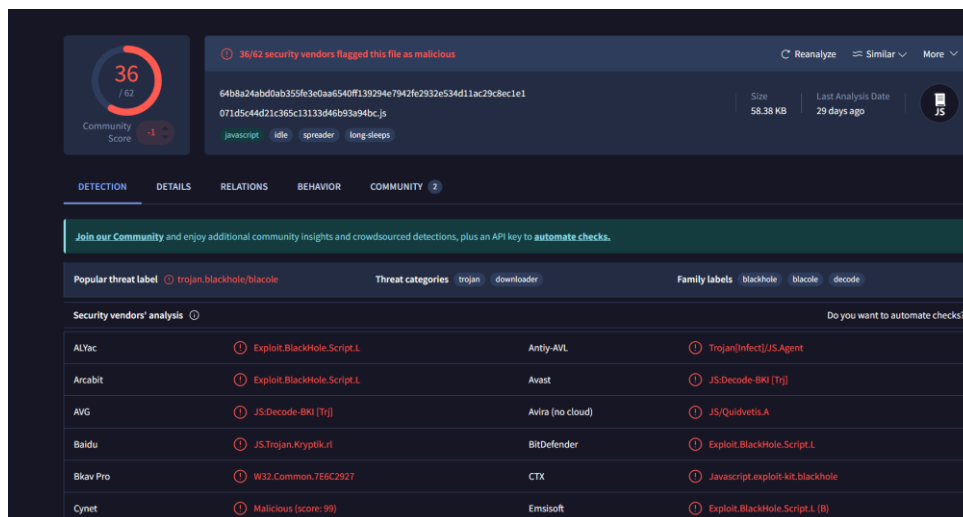 36
/ 62
Community
Score
-1
36/62 security vendors flagged this file as malicious
Reanalyze
Similar
More
64b8a24abd0ab355fe3e0aa6540ff139294e7942fe2932e534d11ac29c8ec1e1
071d5c44d21c365c13133d46b93a94bc.js
javascript idle spreader long-sleeps
Size
58.38 KB
Last Analysis Date
29 days ago
JS
DETECTION DETAILS RELATIONS BEHAVIOR COMMUNITY 2
Join our Community and enjoy additional community insights and crowdsourced detections, plus an API key to automate checks.
Popular threat label trojan.blackhole/blacole Threat categories trojan downloader Family labels blackhole blacole decode
Security vendors' analysis Do you want to automate checks?
ALYac Exploit.BlackHole.Script.L Antiy-AVL Trojan[Infect]/JS.Agent
Arcabit Exploit.BlackHole.Script.L Avast JS:Decode-BKI [Trj]
AVG JS:Decode-BKI [Trj] Avira (no cloud) JS/Quidvetis.A
Baidu JS.Trojan.Kryptik.rl BitDefender Exploit.BlackHole.Script.L
Bkav Pro W32.Common.7E6C2927 CTX Javascript.exploit-kit.blackhole
Cynet Malicious (score: 99) Emsisoft Exploit.BlackHole.Script.L (B)